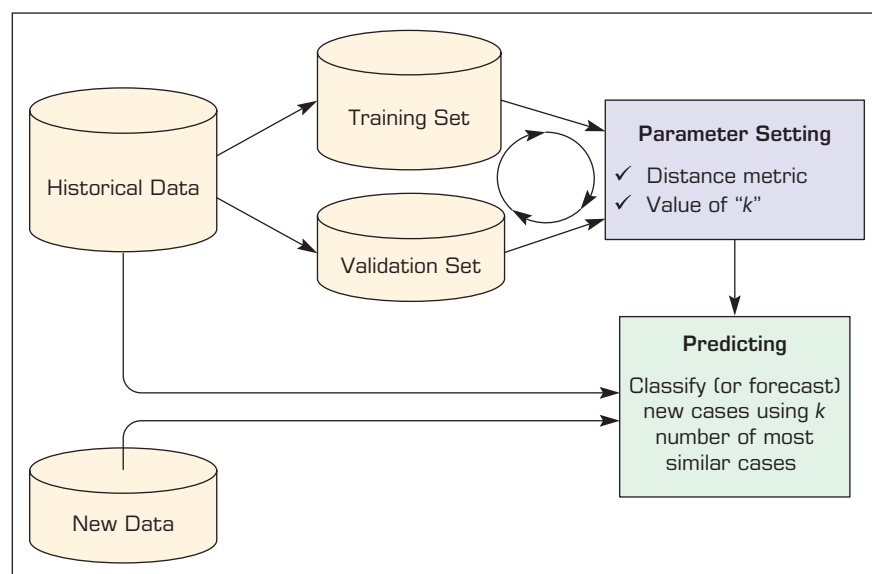 Historical Data
Training Set
Validation Set
Parameter Setting
✓ Distance metric
✓ Value of “k”
Predicting
Classify (or forecast)
new cases using k
number of most
similar cases
New Data